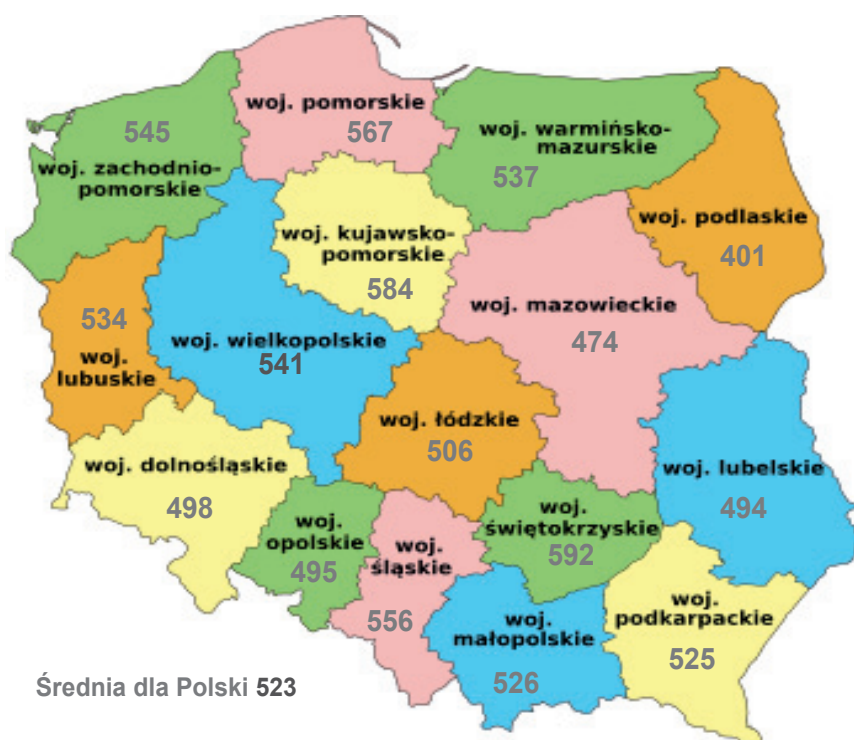 woj. pomorskie
567
545
woj. zachodnio-
pomorskie
woj. warmińsko-
mazurskie
537
woj. podlaskie
401
woj. kujawsko-
pomorskie
584
woj. mazowieckie
474
534
woj.
lubuskie
woj. wielkopolskie
541
woj. łódzkie
506
woj. dolnośląskie
498
woj. lubelskie
494
woj.
opolskie
495
woj.
śląskie
556
woj.
świętokrzyskie
592
woj.
małopolskie
526
woj.
podkarpackie
525
Średnia dla Polski 523